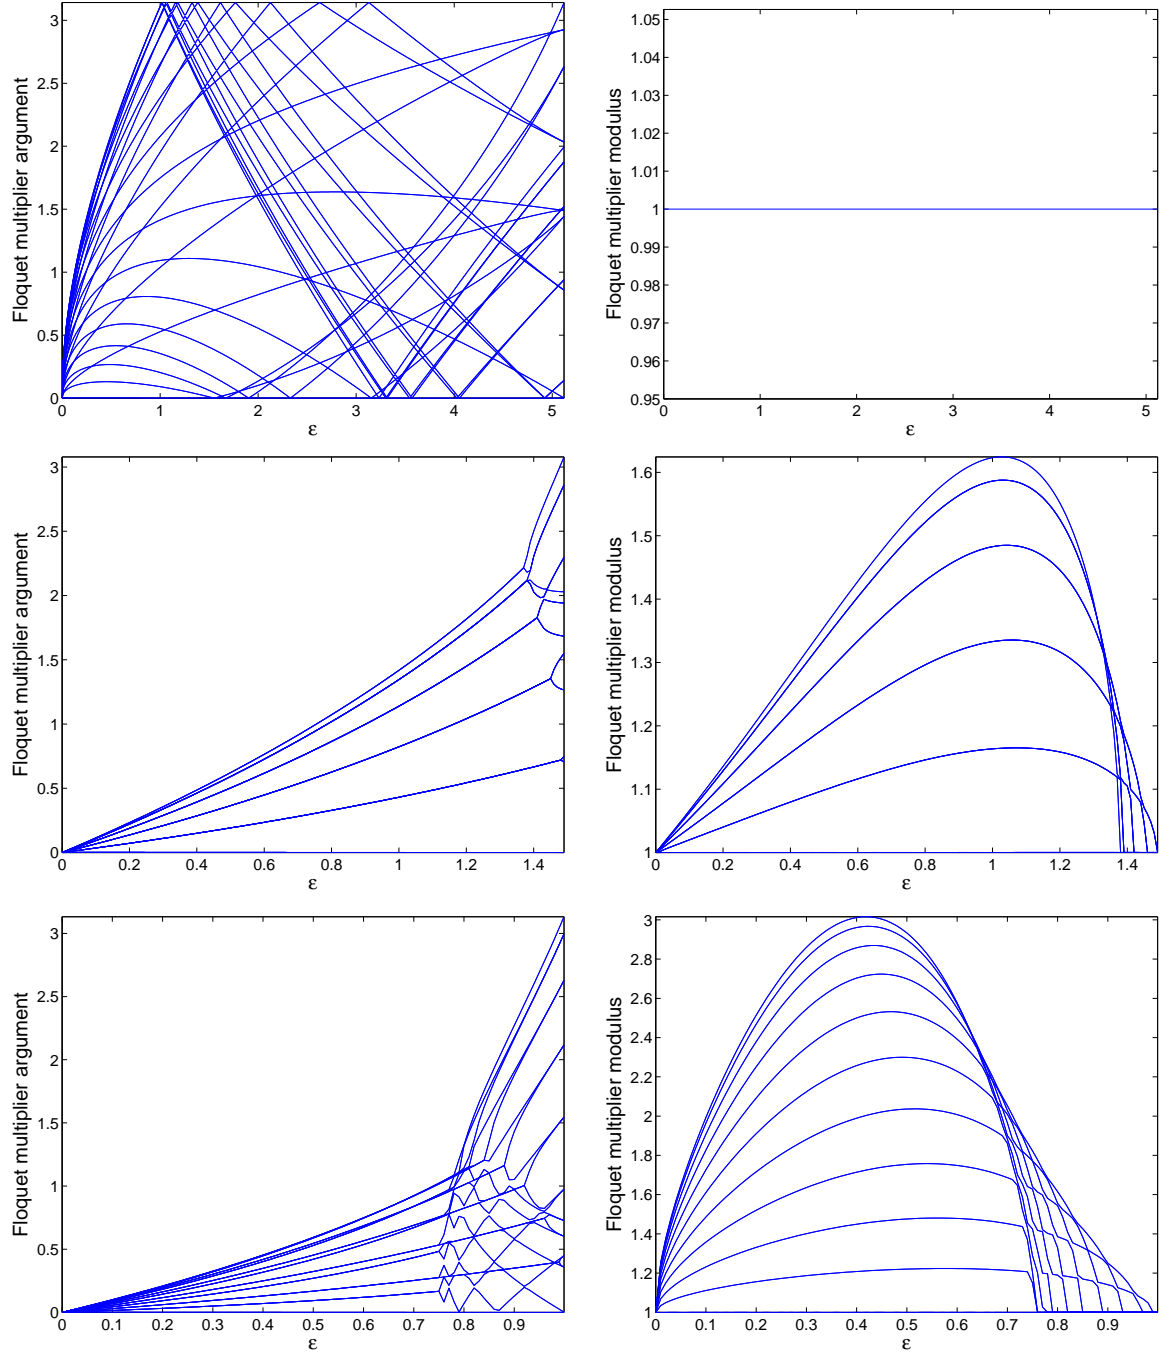 3
2.5
2
1.5
1
0.5
0
Floquet multiplier argument
0 1 2 3 4 5
ε
1.05
1.04
1.03
1.02
1.01
1
0.99
0.98
0.97
0.96
0.95
Floquet multiplier modulus
0 1 2 3 4 5
ε
3
2.5
2
1.5
1
0.5
0
Floquet multiplier argument
0 0.2 0.4 0.6 0.8 1 1.2 1.4
ε
1.6
1.5
1.4
1.3
1.2
1.1
1
Floquet multiplier modulus
0 0.2 0.4 0.6 0.8 1 1.2 1.4
ε
3
2.5
2
1.5
1
0.5
0
Floquet multiplier argument
0 0.1 0.2 0.3 0.4 0.5 0.6 0.7 0.8 0.9
ε
3
2.8
2.6
2.4
2.2
2
1.8
1.6
1.4
1.2
1
Floquet multiplier modulus
0 0.1 0.2 0.3 0.4 0.5 0.6 0.7 0.8 0.9
ε